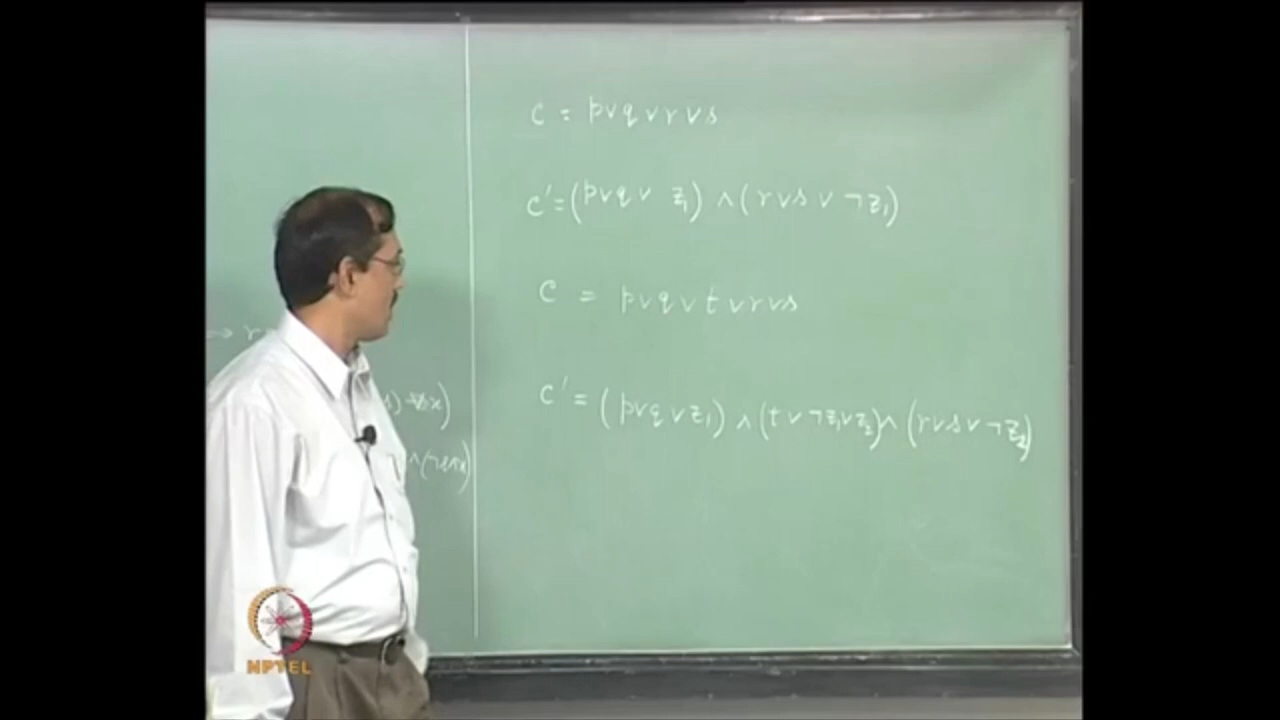 C = p∨q∨r∨s
C' = (p∨q∨ z₁) ∧ (r∨s ∨ ¬z₁)
C = p∨q∨t∨r∨s
C' = (p∨q∨z₁) ∧ (t∨¬z₁∨z₂) ∧ (r∨s∨¬z₂)
NPTEL